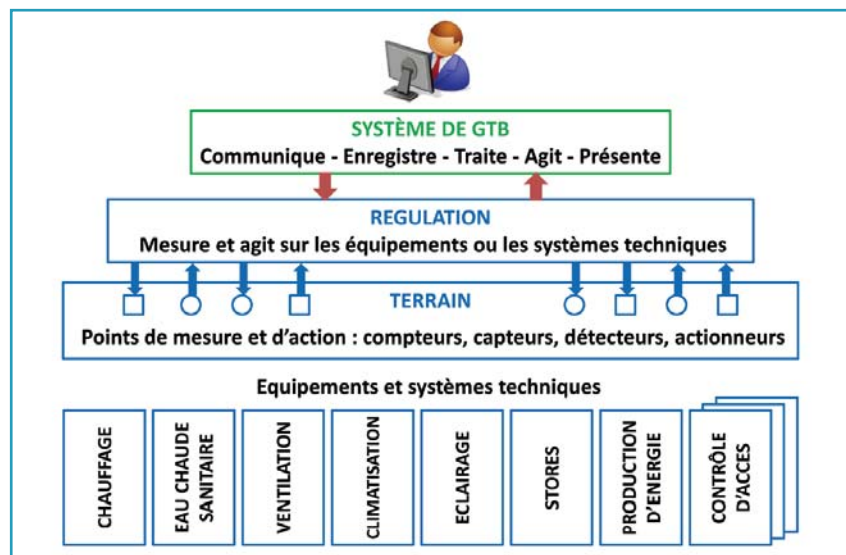 SYSTÈME DE GTB
Communique - Enregistre - Traite - Agit - Présente
REGULATION
Mesure et agit sur les équipements ou les systèmes techniques
TERRAIN
Points de mesure et d'action : compteurs, capteurs, détecteurs, actionneurs
Equipements et systèmes techniques
CHAUFFAGE
EAU CHAUDE
SANITAIRE
VENTILATION
CLIMATISATION
ECLAIRAGE
STORES
PRODUCTION
D'ENERGIE
CONTRÔLE
D'ACCES